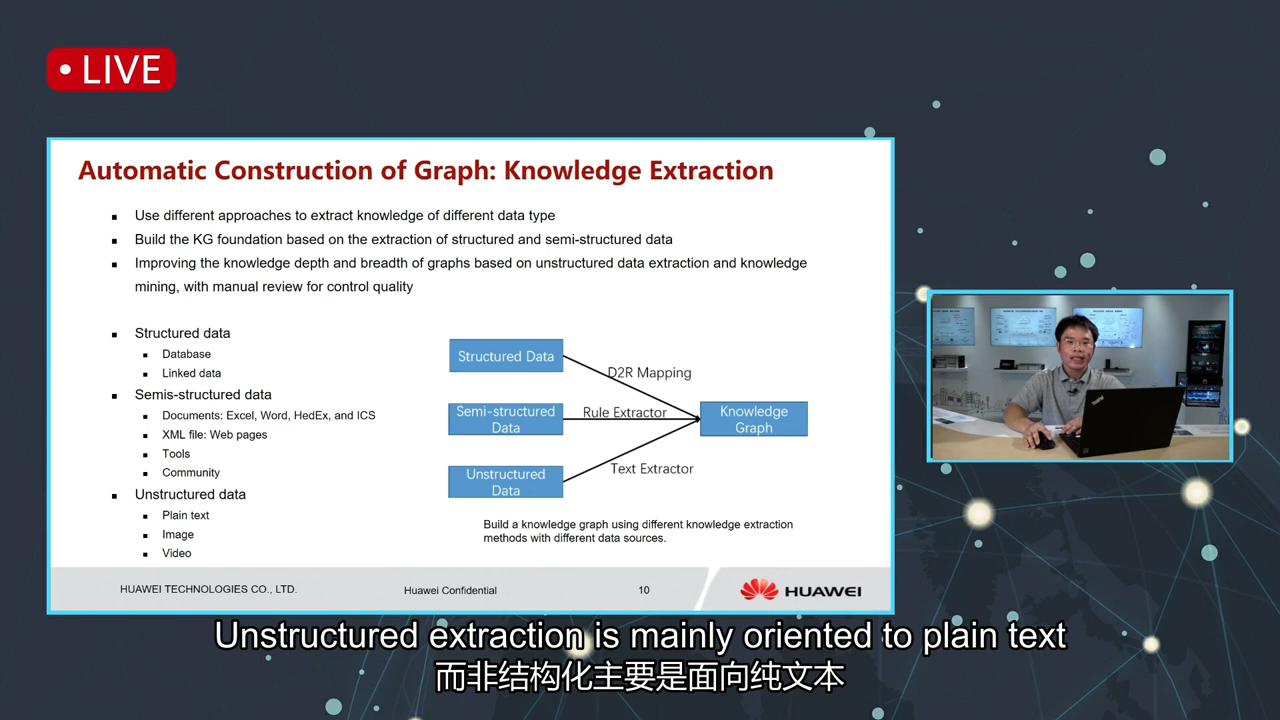 • LIVE
Automatic Construction of Graph: Knowledge Extraction
▪ Use different approaches to extract knowledge of different data type
▪ Build the KG foundation based on the extraction of structured and semi-structured data
▪ Improving the knowledge depth and breadth of graphs based on unstructured data extraction and knowledge
mining, with manual review for control quality
▪ Structured data
▪ Database
▪ Linked data
▪ Semis-structured data
▪ Documents: Excel, Word, HedEx, and ICS
▪ XML file: Web pages
▪ Tools
▪ Community
▪ Unstructured data
▪ Plain text
▪ Image
▪ Video
Structured Data
D2R Mapping
Semi-structured
Data
Rule Extractor
Knowledge
Graph
Unstructured
Data
Text Extractor
Build a knowledge graph using different knowledge extraction
methods with different data sources.
HUAWEI TECHNOLOGIES CO., LTD.
Huawei Confidential
10
HUAWEI
ThinkPad
Unstructured extraction is mainly oriented to plain text
而非结构化主要是面向纯文本